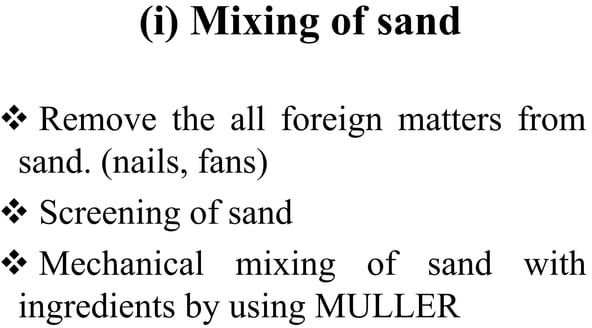 (i) Mixing of sand
❖ Remove the all foreign matters from
sand. (nails, fans)
❖ Screening of sand
❖ Mechanical mixing of sand with
ingredients by using MULLER